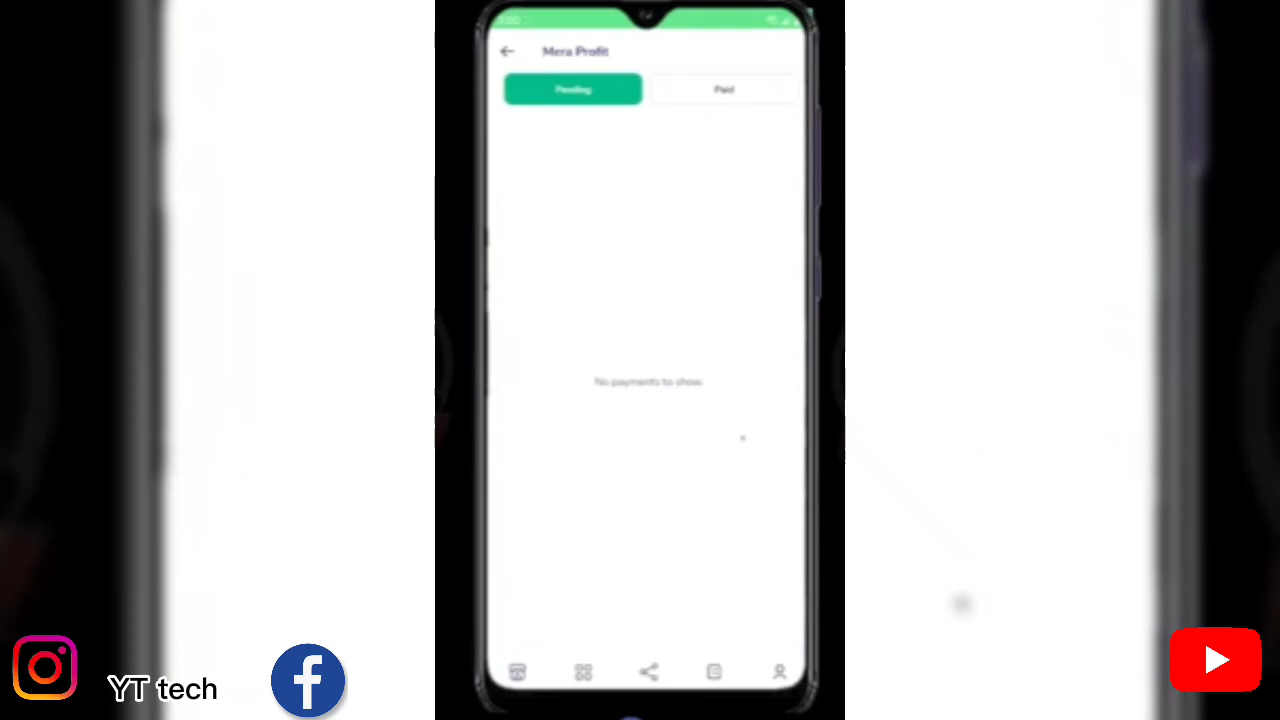 Mera Profit
Pending
Paid
No payments to show.
YT tech